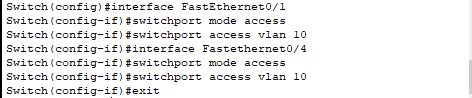 Switch(config)#interface FastEthernet0/1
Switch(config-if)#switchport mode access
Switch(config-if)#switchport access vlan 10
Switch(config-if)#interface Fastethernet0/4
Switch(config-if)#switchport mode access
Switch(config-if)#switchport access vlan 10
Switch(config-if)#exit